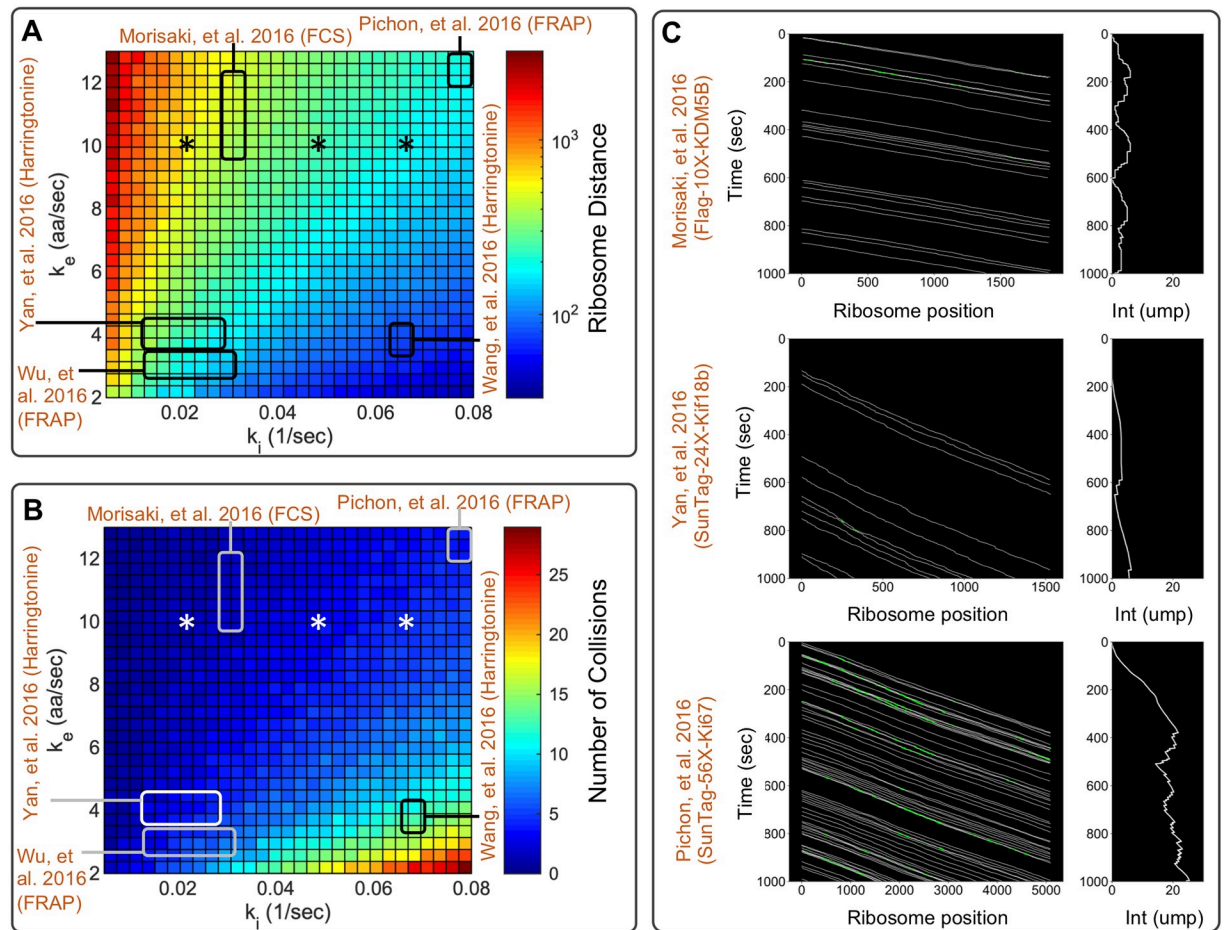 A
Morisaki, et al. 2016 (FCS)
Pichon, et al. 2016 (FRAP)
Yan, et al. 2016 (Harringtonine)
Wu, et
al. 2016
(FRAP)
k_e (aa/sec)
12
10
8
6
4
2
* * *
0.02 0.04 0.06 0.08
k_i (1/sec)
Wang, et al. 2016 (Harringtonine)
10^3
10^2
Ribosome Distance
B
Morisaki, et al. 2016 (FCS)
Pichon, et al. 2016 (FRAP)
Yan, et al. 2016 (Harringtonine)
Wu, et
al. 2016
(FRAP)
k_e (aa/sec)
12
10
8
6
4
2
* * *
0.02 0.04 0.06 0.08
k_i (1/sec)
Wang, et al. 2016 (Harringtonine)
25
20
15
10
5
0
Number of Collisions
C
Morisaki, et al. 2016
(Flag-10X-KDM5B)
Time (sec)
0
200
400
600
800
1000
0 500 1000 1500
Ribosome position
0
200
400
600
800
1000
0 20
Int (ump)
Yan, et al. 2016
(SunTag-24X-Kif18b)
Time (sec)
0
200
400
600
800
1000
0 500 1000 1500
Ribosome position
0
200
400
600
800
1000
0 20
Int (ump)
Pichon, et al. 2016
(SunTag-56X-Ki67)
Time (sec)
0
200
400
600
800
1000
0 1000 2000 3000 4000 5000
Ribosome position
0
200
400
600
800
1000
0 20
Int (ump)